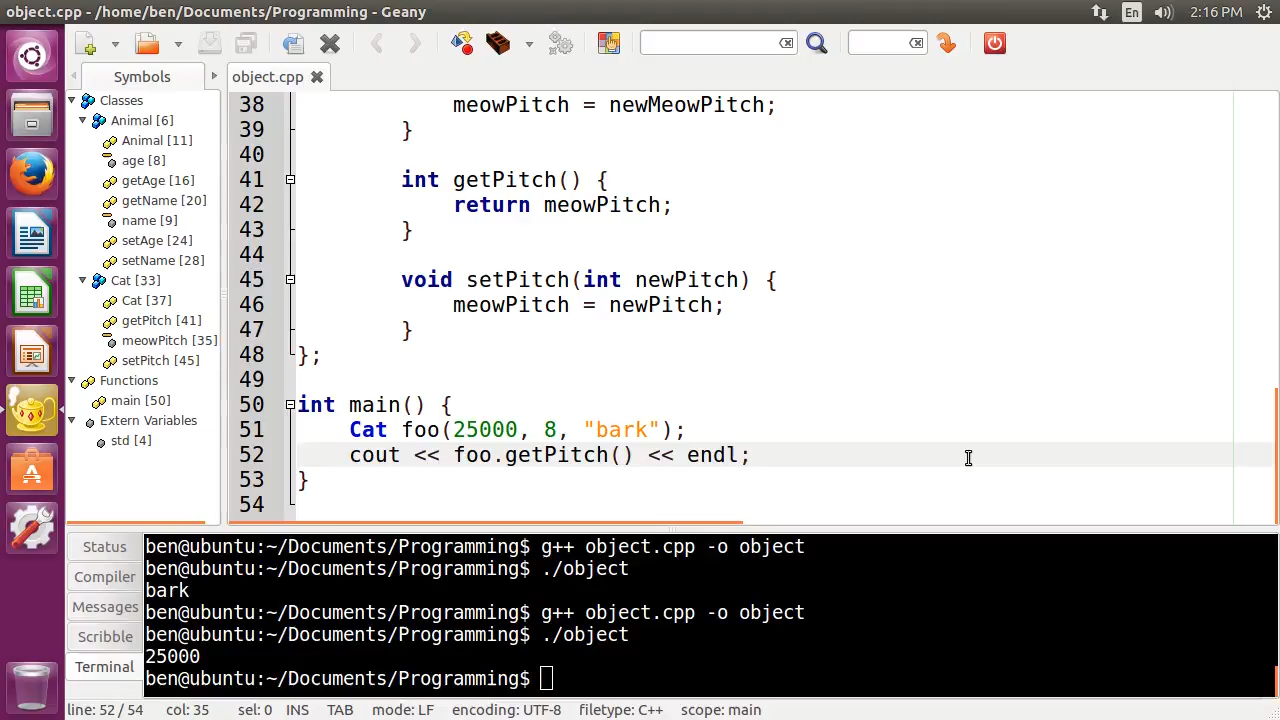 object.cpp - /home/ben/Documents/Programming - Geany
En
2:16 PM
Symbols
object.cpp
Classes
Animal [6]
Animal [11]
age [8]
getAge [16]
getName [20]
name [9]
setAge [24]
setName [28]
Cat [33]
Cat [37]
getPitch [41]
meowPitch [35]
setPitch [45]
Functions
main [50]
Extern Variables
std [4]
38 meowPitch = newMeowPitch;
39 }
40
41 int getPitch() {
42 return meowPitch;
43 }
44
45 void setPitch(int newPitch) {
46 meowPitch = newPitch;
47 }
48 };
49
50 int main() {
51 Cat foo(25000, 8, "bark");
52 cout << foo.getPitch() << endl;
53 }
54
Status
Compiler
Messages
Scribble
Terminal
ben@ubuntu:~/Documents/Programming$ g++ object.cpp -o object
ben@ubuntu:~/Documents/Programming$ ./object
bark
ben@ubuntu:~/Documents/Programming$ g++ object.cpp -o object
ben@ubuntu:~/Documents/Programming$ ./object
25000
ben@ubuntu:~/Documents/Programming$
line: 52 / 54 col: 35 sel: 0 INS TAB mode: LF encoding: UTF-8 filetype: C++ scope: main